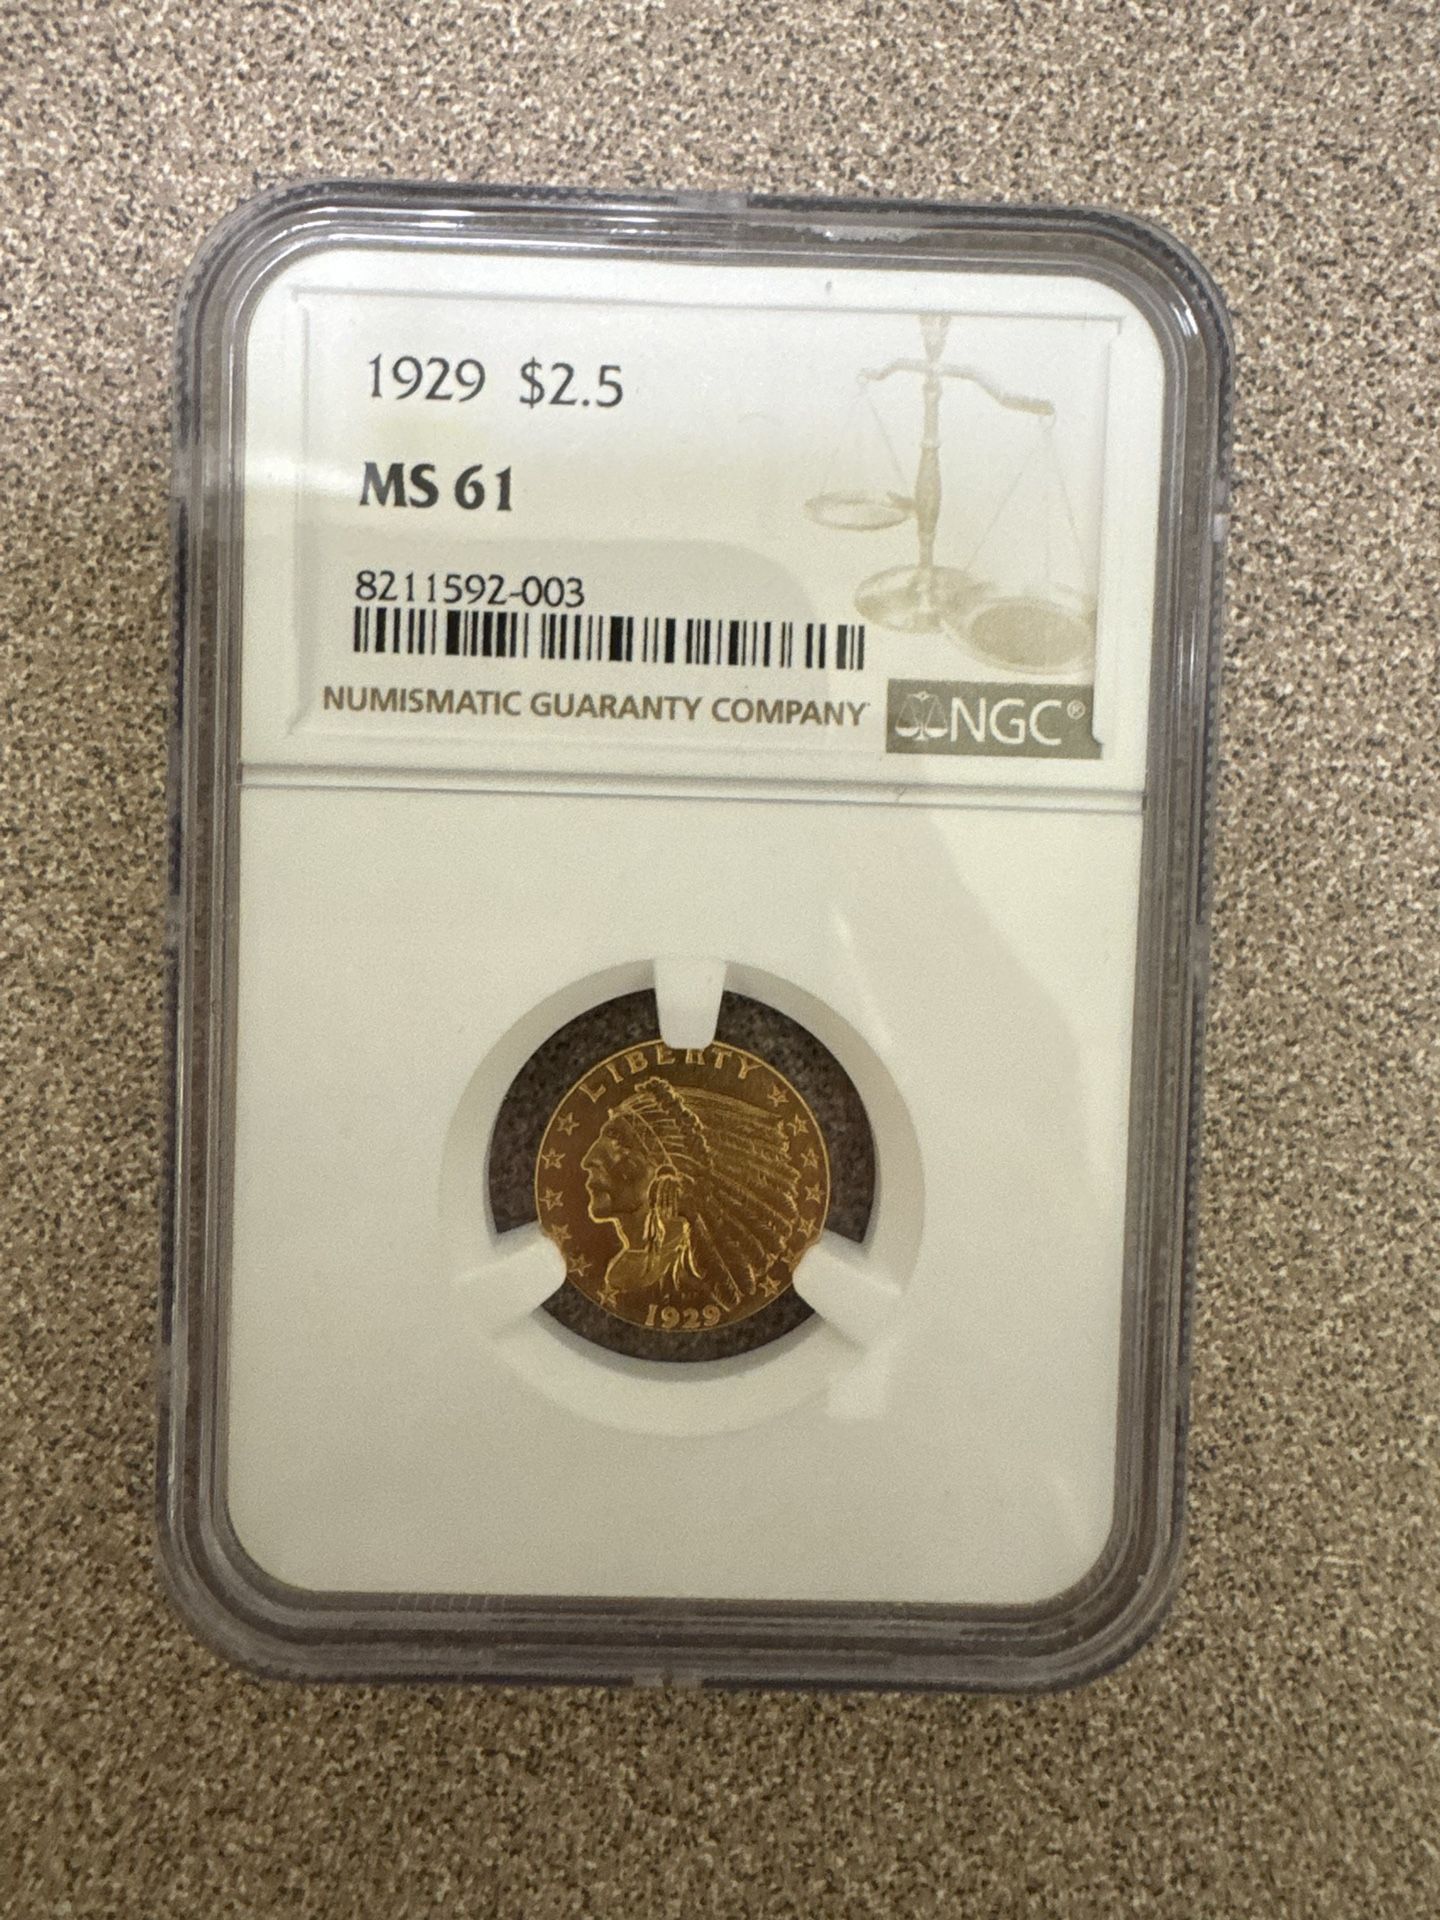 1929 $2.5
MS 61
8211592-003
NUMISMATIC GUARANTY COMPANY
NGC®
LIBERTY
1929